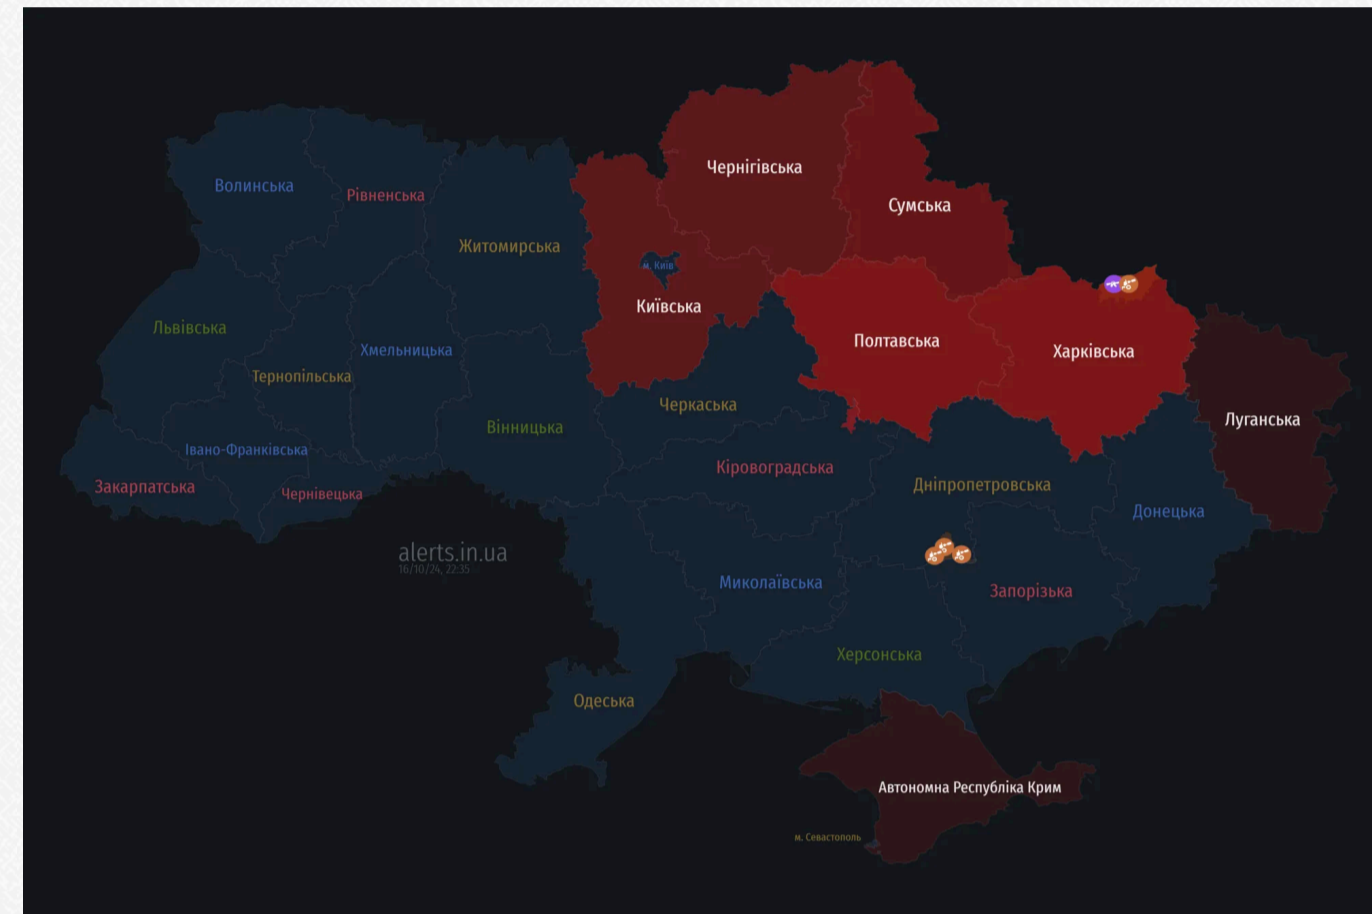 Чернігівська
Волинська
Рівненська
Сумська
Житомирська
м. Київ
Київська
Львівська
Полтавська
Хмельницька
Харківська
Тернопільська
Черкаська
Луганська
Вінницька
Івано-Франківська
Кіровоградська
Закарпатська
Чернівецька
Дніпропетровська
Донецька
alerts.in.ua
16/10/24, 22:35
Миколаївська
Запорізька
Херсонська
Одеська
Автономна Республіка Крим
м. Севастополь